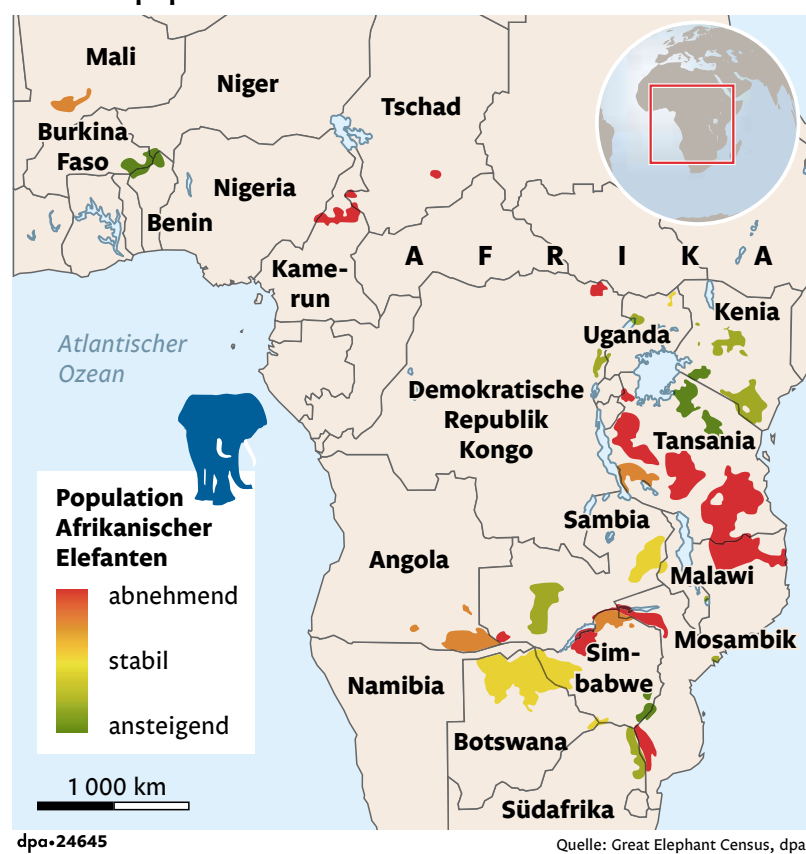 Mali
Niger
Tschad
Burkina
Faso
Nigeria
Benin
AFRIKA
Kame-
run
Kenia
Uganda
Atlantischer
Ozean
Demokratische
Republik
Kongo
Tansania
Population
Afrikanischer
Elefanten
abnehmend
stabil
ansteigend
Sambia
Angola
Malawi
Mosambik
Sim-
babwe
Namibia
Botswana
Südafrika
1 000 km
dpa•24645
Quelle: Great Elephant Census, dpa